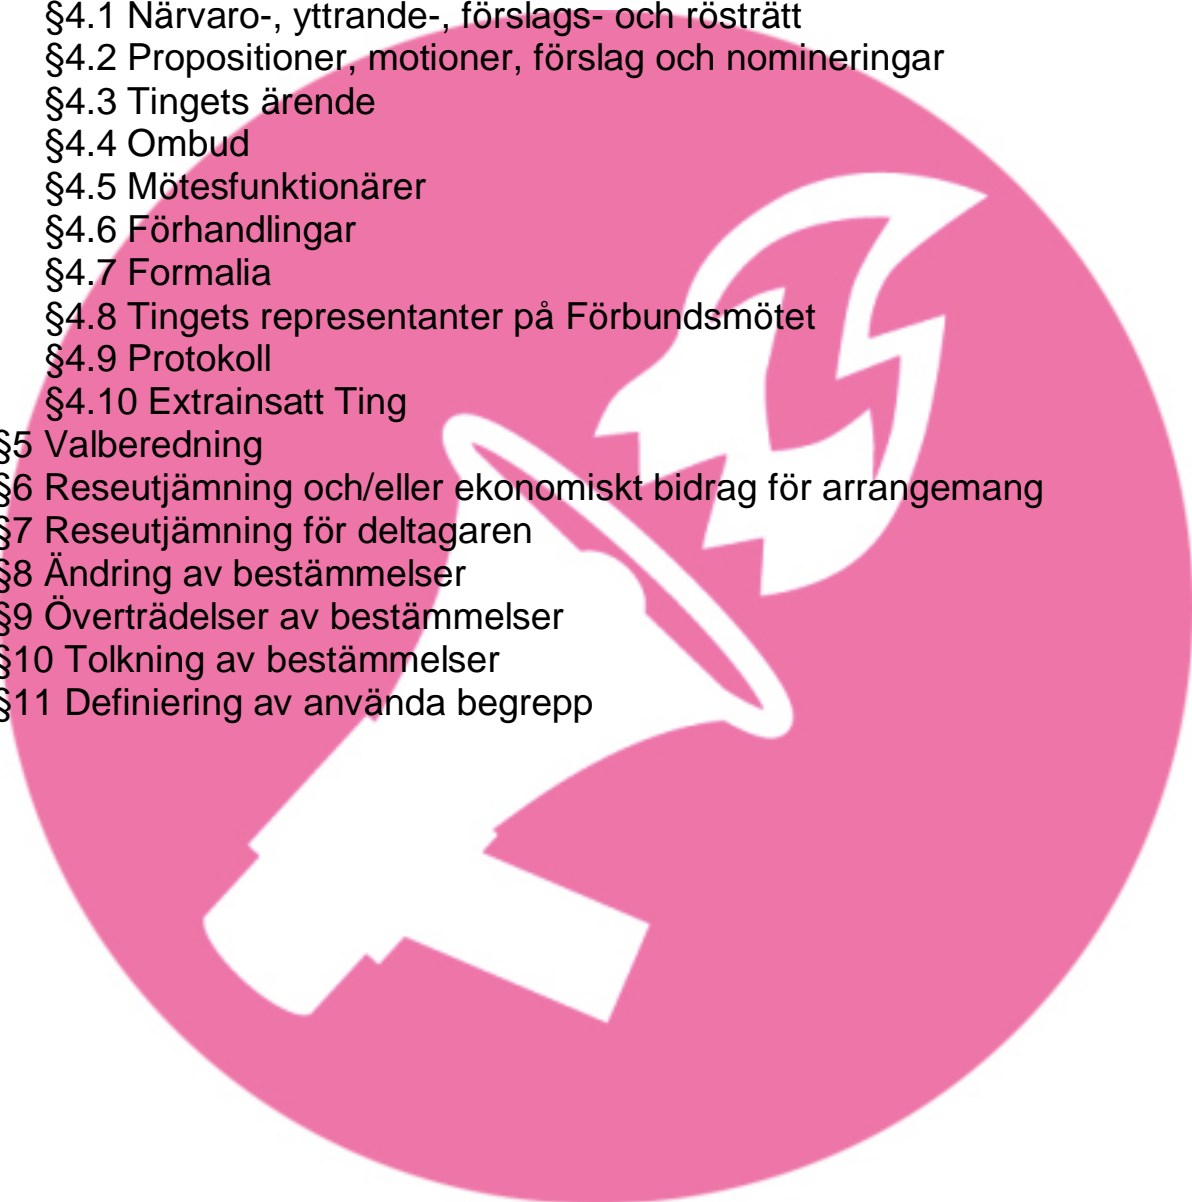 §4.1 Närvaro-, yttrande-, förslags- och rösträtt
§4.2 Propositioner, motioner, förslag och nomineringar
§4.3 Tingets ärende
§4.4 Ombud
§4.5 Mötesfunktionärer
§4.6 Förhandlingar
§4.7 Formalia
§4.8 Tingets representanter på Förbundsmötet
§4.9 Protokoll
§4.10 Extrainsatt Ting
§5 Valberedning
§6 Reseutjämning och/eller ekonomiskt bidrag för arrangemang
§7 Reseutjämning för deltagaren
§8 Ändring av bestämmelser
§9 Överträdelser av bestämmelser
§10 Tolkning av bestämmelser
§11 Definiering av använda begrepp